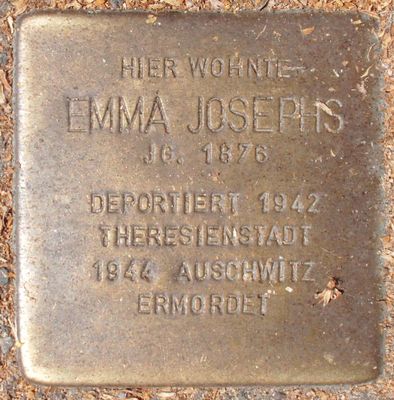 HIER WOHNTE
EMMA JOSEPHS
JG. 1876
DEPORTIERT 1942
THERESIENSTADT
1944 AUSCHWITZ
ERMORDET